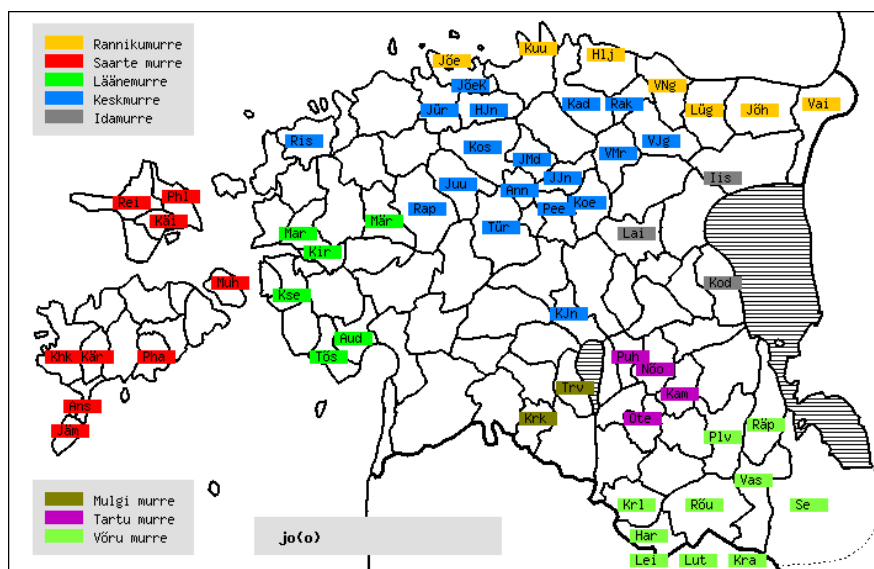 Rannikumurre
Saarte murre
Läänemurre
Keskmurre
Idamurre
Kuu
Hlj
Jõe
JõeK
VNg
Jür
HJn
Kad
Rak
Lüg
Jõh
Vai
Ris
Kos
VJg
JMd
VMr
Juu
Ann
JJn
Iis
Rei
Phl
Käi
Rap
Pee
Koe
Mär
Mar
Tür
Lai
Kir
Muh
Kse
Kod
KJn
Aud
Tös
Khk
Kär
Pha
Puh
Nõo
Trv
Kam
Ans
Jäm
Krk
Ote
Plv
Räp
Vas
Mulgi murre
Tartu murre
Võru murre
Krl
Rõu
Se
jo(o)
Har
Lei
Lut
Kra